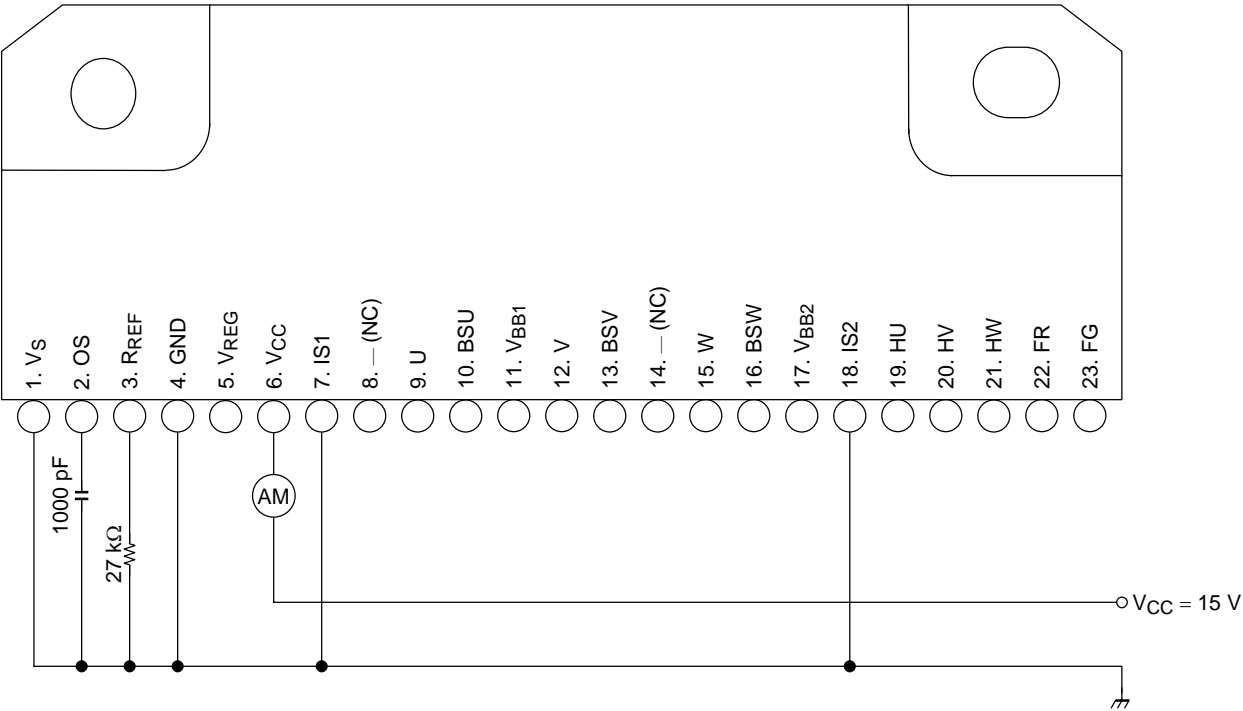 1. VS
2. OS
3. RREF
4. GND
5. VREG
6. VCC
7. IS1
8. — (NC)
9. U
10. BSU
11. VBB1
12. V
13. BSV
14. — (NC)
15. W
16. BSW
17. VBB2
18. IS2
19. HU
20. HV
21. HW
22. FR
23. FG
1000 pF
27 kΩ
AM
VCC = 15 V